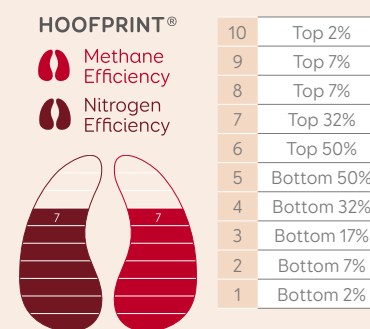 HOOFPRINT®
Methane
Efficiency
Nitrogen
Efficiency
7 7
10 Top 2%
9 Top 7%
8 Top 7%
7 Top 32%
6 Top 50%
5 Bottom 50%
4 Bottom 32%
3 Bottom 17%
2 Bottom 7%
1 Bottom 2%